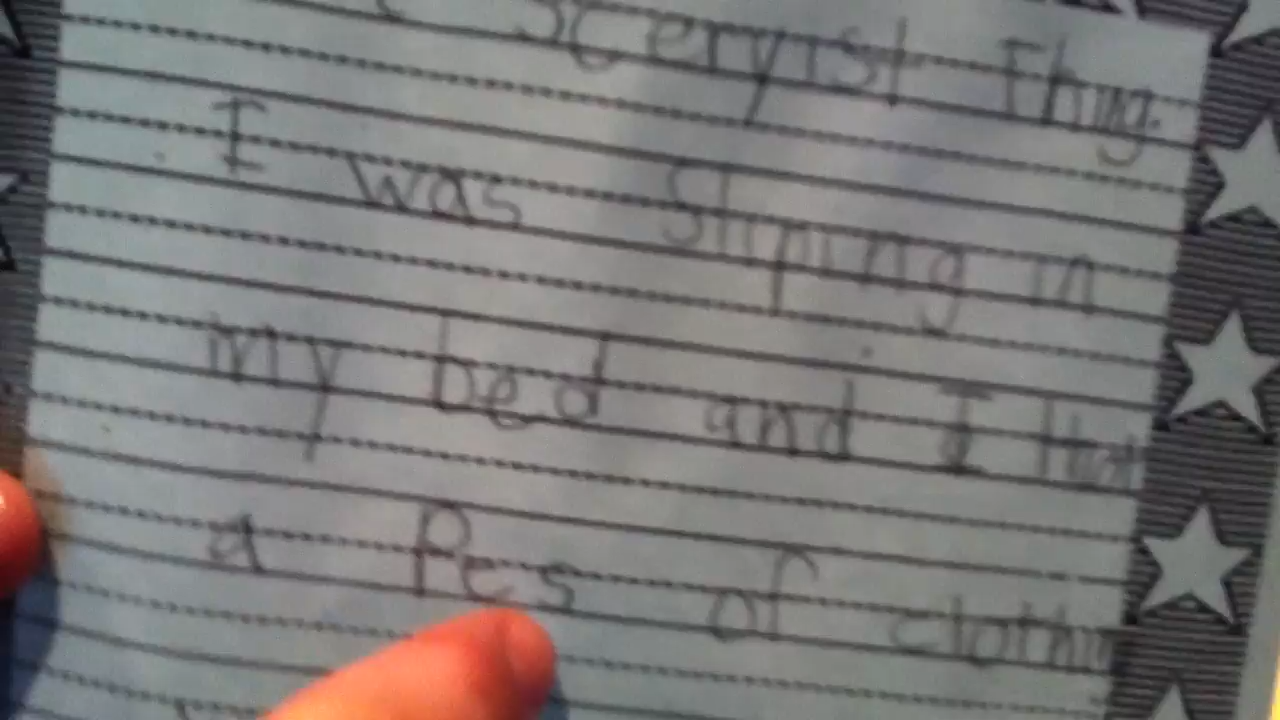 sceryist thing.
I was sliping in
my bed and I
a Pes of clothin